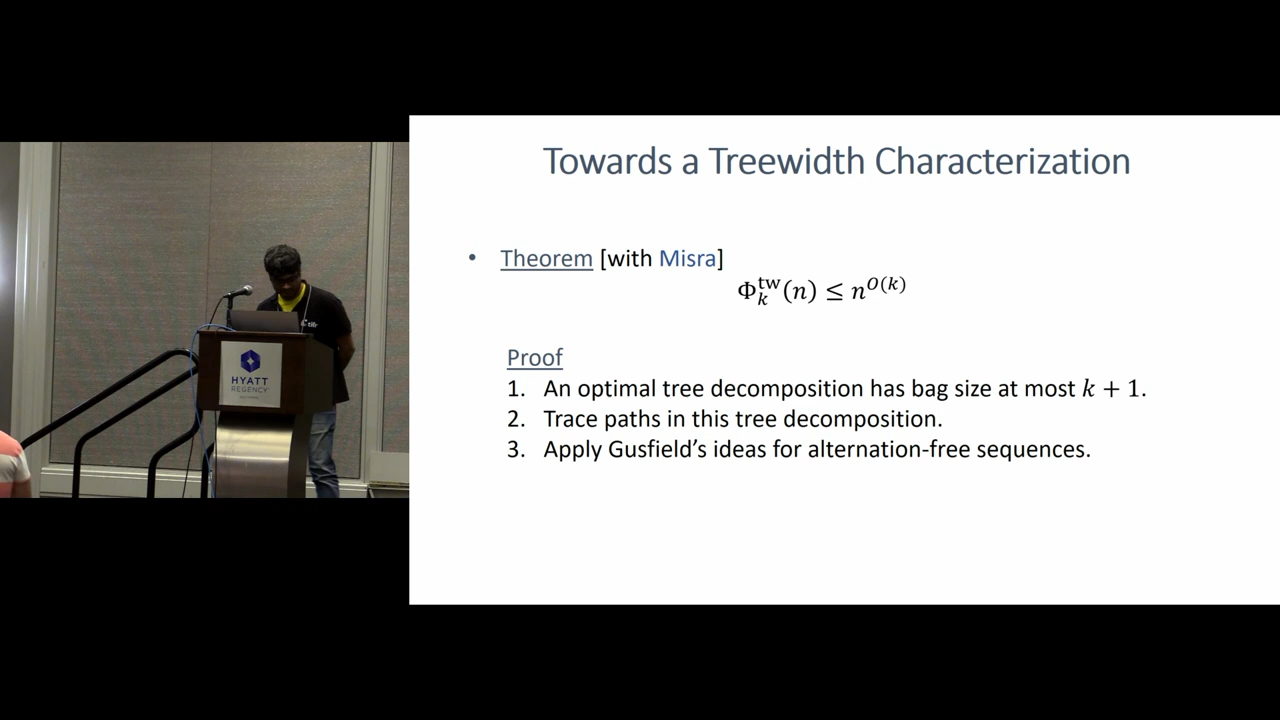 Towards a Treewidth Characterization
• Theorem [with Misra]
Φ_k^tw(n) ≤ n^O(k)
Proof
1. An optimal tree decomposition has bag size at most k + 1.
2. Trace paths in this tree decomposition.
3. Apply Gusfield's ideas for alternation-free sequences.
HYATT
REGENCY
tifr